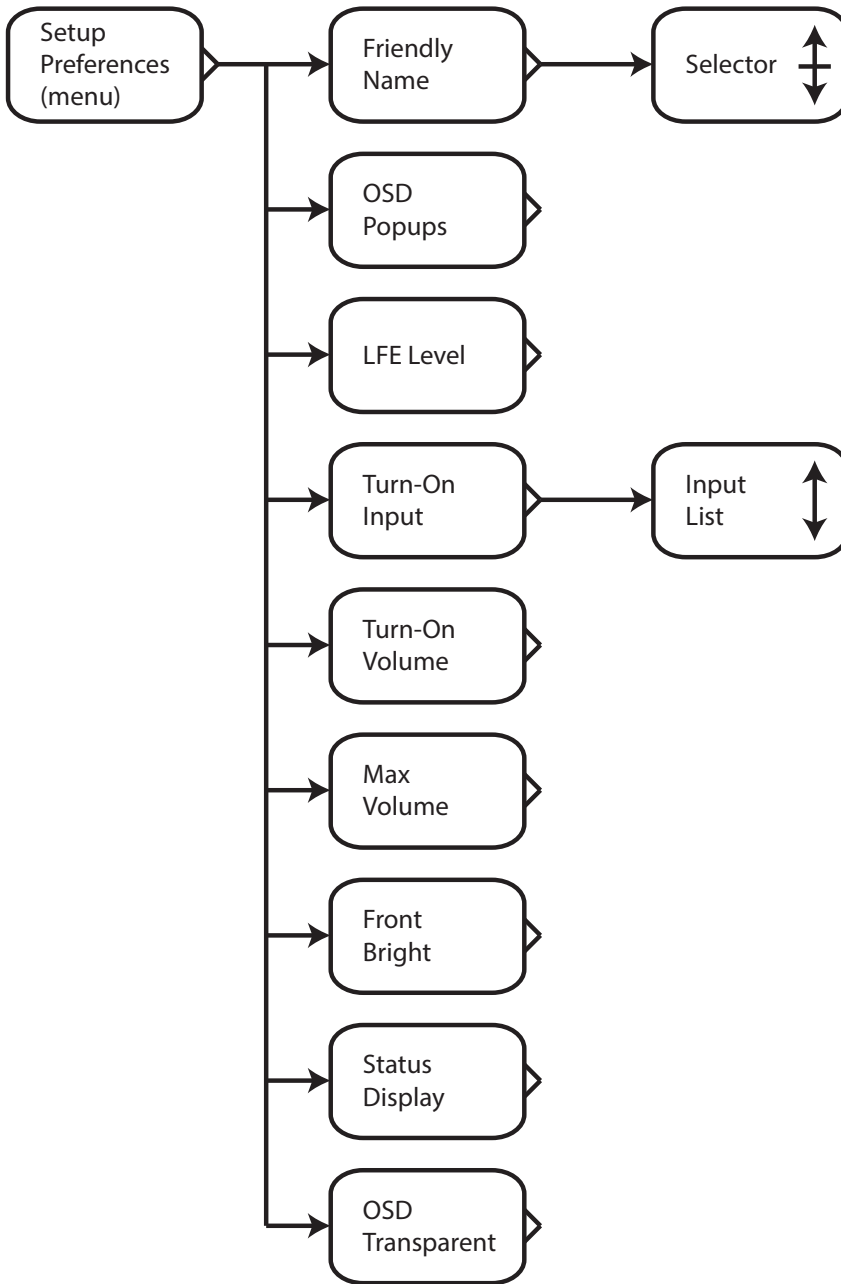 Setup
Preferences
(menu)
Friendly
Name
Selector
OSD
Popups
LFE Level
Turn-On
Input
Input
List
Turn-On
Volume
Max
Volume
Front
Bright
Status
Display
OSD
Transparent